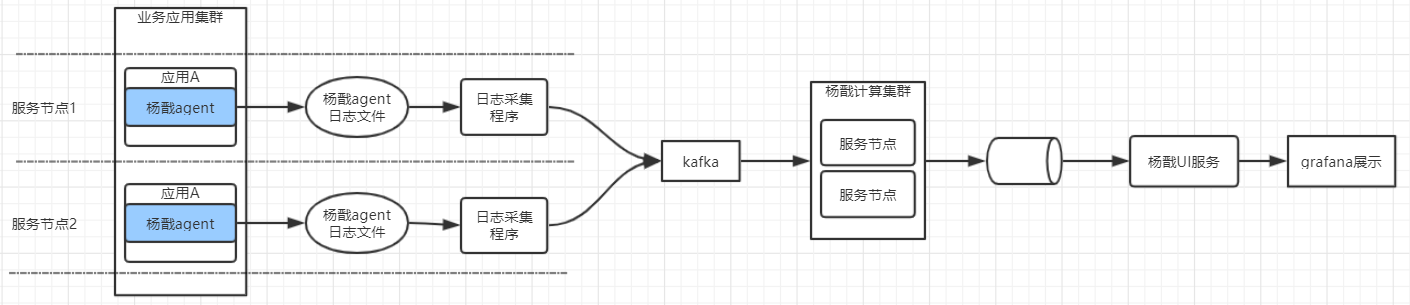 业务应用集群
服务节点1
应用A
杨戬agent
杨戬agent
日志文件
日志采集
程序
服务节点2
应用A
杨戬agent
杨戬agent
日志文件
日志采集
程序
kafka
杨戬计算集群
服务节点
服务节点
杨戬UI服务
grafana展示